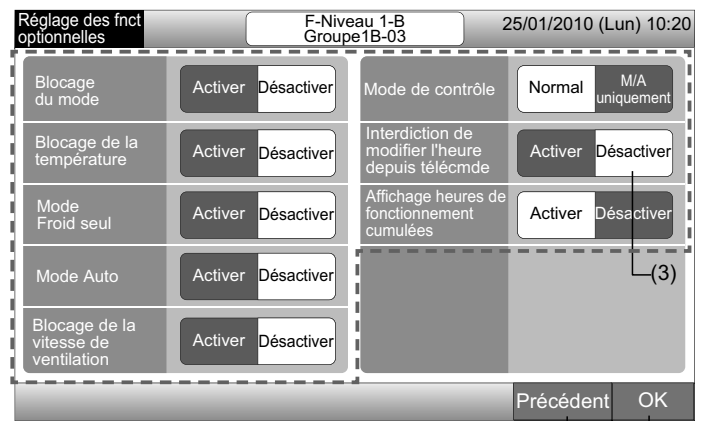 Réglage des fnct
optionnelles
F-Niveau 1-B
Groupe1B-03
25/01/2010 (Lun) 10:20
Blocage
du mode
Activer Désactiver
Blocage de la
température
Activer Désactiver
Mode
Froid seul
Activer Désactiver
Mode Auto
Activer Désactiver
Blocage de la
vitesse de
ventilation
Activer Désactiver
Mode de contrôle
Normal
M/A
uniquement
Interdiction de
modifier l'heure
depuis télécmde
Activer Désactiver
Affichage heures de
fonctionnement
cumulées
Activer Désactiver
(3)
Précédent
OK